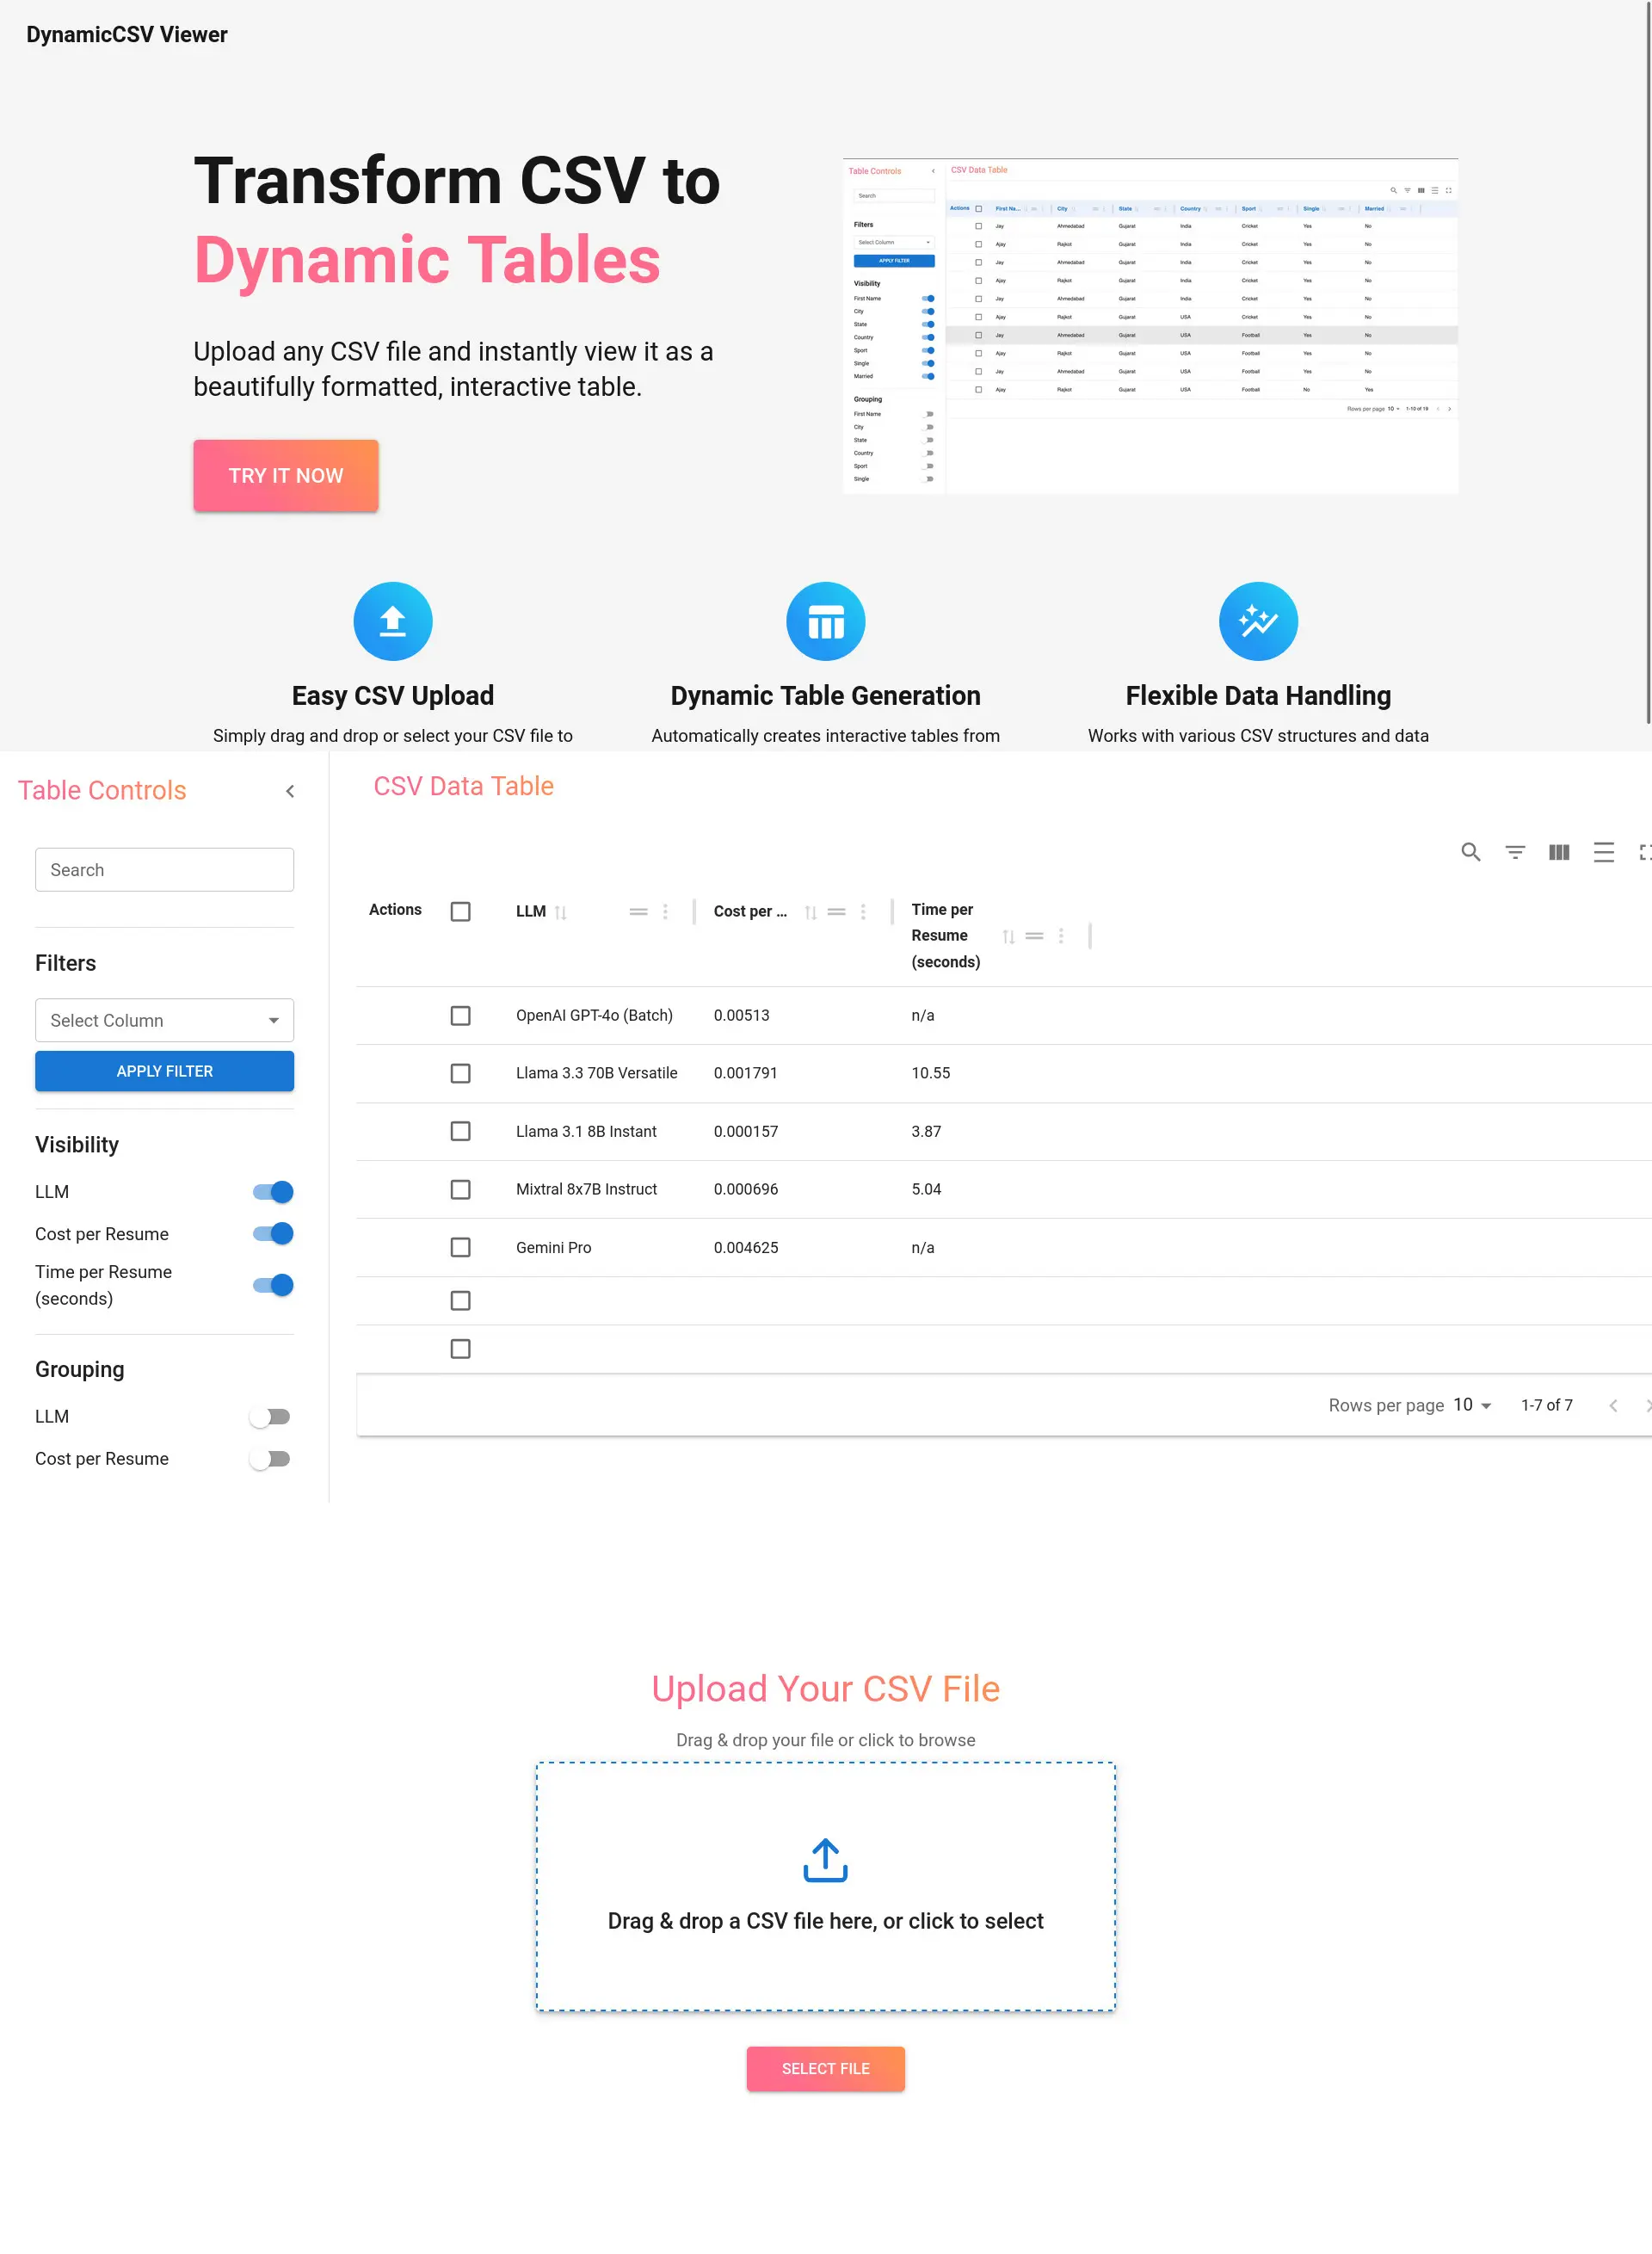 DynamicCSV Viewer
Transform CSV to
Dynamic Tables
Upload any CSV file and instantly view it as a
beautifully formatted, interactive table.
TRY IT NOW
Table Controls
Search
Filters
Select Column
APPLY FILTER
Visibility
First Name
City
State
Country
Sport
Single
Married
Grouping
First Name
City
State
Country
Sport
Single
CSV Data Table
Actions First Na... City State Country Sport Single Married
Jay Ahmedabad Gujarat India Cricket Yes No
Ajay Rajkot Gujarat India Cricket Yes No
Jay Ahmedabad Gujarat India Cricket Yes No
Ajay Rajkot Gujarat India Cricket Yes No
Jay Ahmedabad Gujarat India Cricket Yes No
Ajay Rajkot Gujarat USA Cricket Yes No
Jay Ahmedabad Gujarat USA Football Yes No
Ajay Rajkot Gujarat USA Football Yes No
Jay Ahmedabad Gujarat USA Football Yes No
Ajay Rajkot Gujarat USA Football No Yes
Rows per page 10 1-10 of 18
Easy CSV Upload
Simply drag and drop or select your CSV file to
Dynamic Table Generation
Automatically creates interactive tables from
Flexible Data Handling
Works with various CSV structures and data
Table Controls
Search
Filters
Select Column
APPLY FILTER
Visibility
LLM
Cost per Resume
Time per Resume
(seconds)
Grouping
LLM
Cost per Resume
CSV Data Table
Actions LLM Cost per ... Time per
Resume
(seconds)
OpenAI GPT-4o (Batch) 0.00513 n/a
Llama 3.3 70B Versatile 0.001791 10.55
Llama 3.1 8B Instant 0.000157 3.87
Mixtral 8x7B Instruct 0.000696 5.04
Gemini Pro 0.004625 n/a
Rows per page 10 1-7 of 7
Upload Your CSV File
Drag & drop your file or click to browse
Drag & drop a CSV file here, or click to select
SELECT FILE